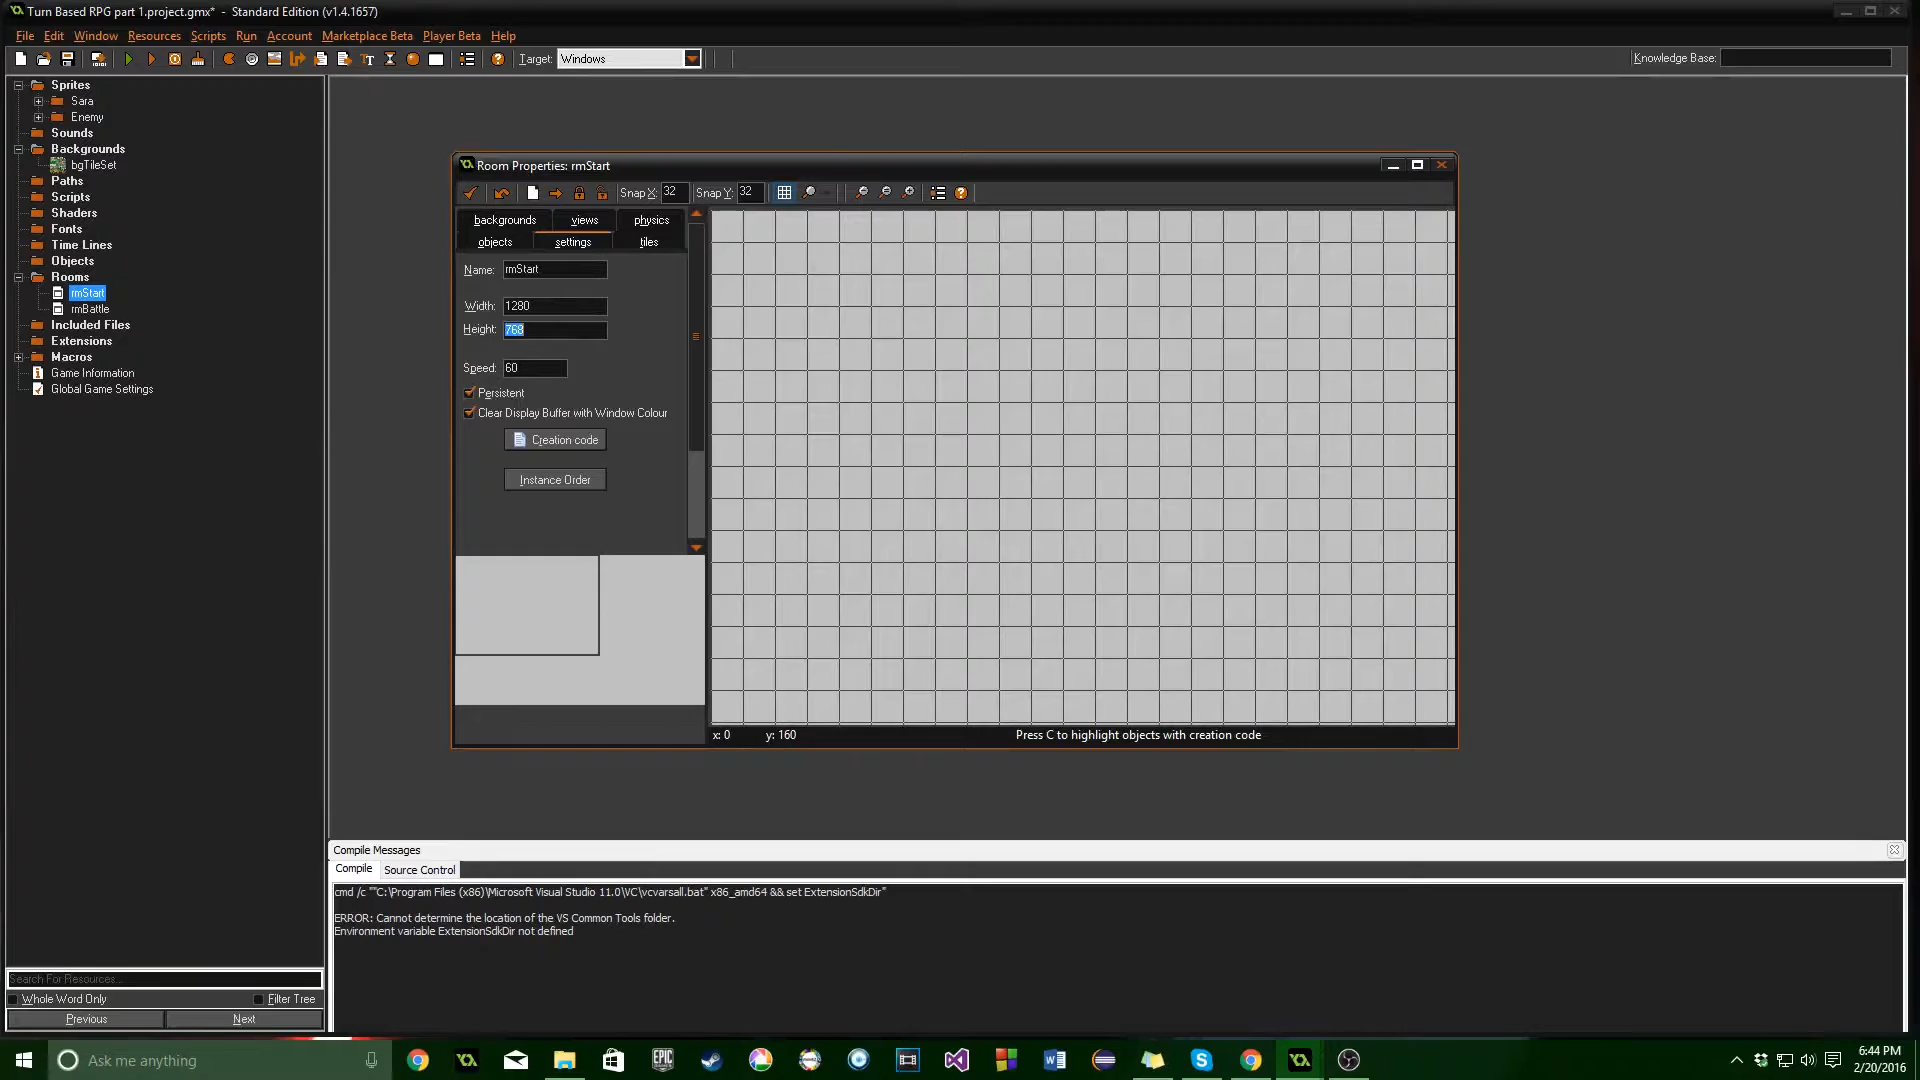 Turn Based RPG part 1.project.gmx* - Standard Edition (v1.4.1657)
File Edit Window Resources Scripts Run Account Marketplace Beta Player Beta Help
Target: Windows
Knowledge Base:
Sprites
Sara
Enemy
Sounds
Backgrounds
bgTileSet
Paths
Scripts
Shaders
Fonts
Time Lines
Objects
Rooms
rmStart
rmBattle
Included Files
Extensions
Macros
Game Information
Global Game Settings
Room Properties: rmStart
Snap X: 32 Snap Y: 32
backgrounds views physics
objects settings tiles
Name: rmStart
Width: 1280
Height: 768
Speed: 60
Persistent
Clear Display Buffer with Window Colour
Creation code
Instance Order
x: 0 y: 160 Press C to highlight objects with creation code
Compile Messages
Compile Source Control
cmd /c ""C:\Program Files (x86)\Microsoft Visual Studio 11.0\VC\vcvarsall.bat" x86_amd64 && set ExtensionSdkDir"
ERROR: Cannot determine the location of the VS Common Tools folder.
Environment variable ExtensionSdkDir not defined
Search For Resources...
Whole Word Only Filter Tree
Previous Next
Ask me anything
EPIC GAMES
6:44 PM
2/20/2016